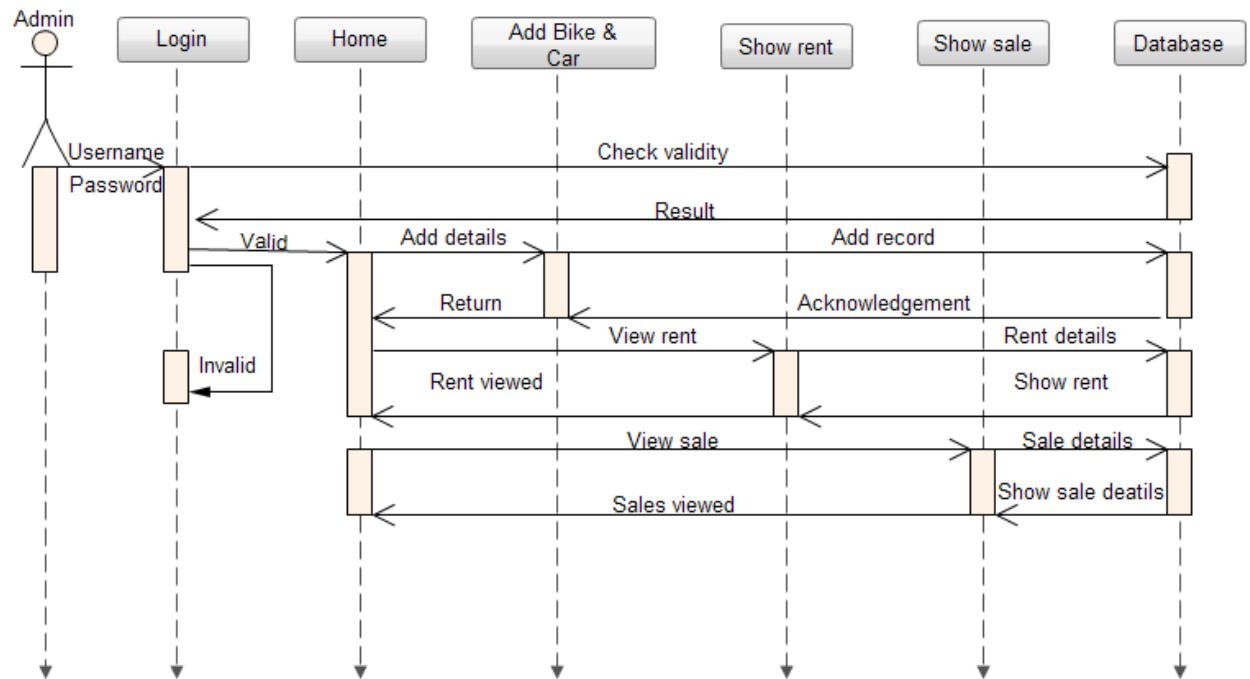 Admin
Login
Home
Add Bike &
Car
Show rent
Show sale
Database
Username
Password
Check validity
Result
Valid
Add details
Add record
Return
Acknowledgement
View rent
Rent details
Invalid
Rent viewed
Show rent
View sale
Sale details
Show sale deatils
Sales viewed